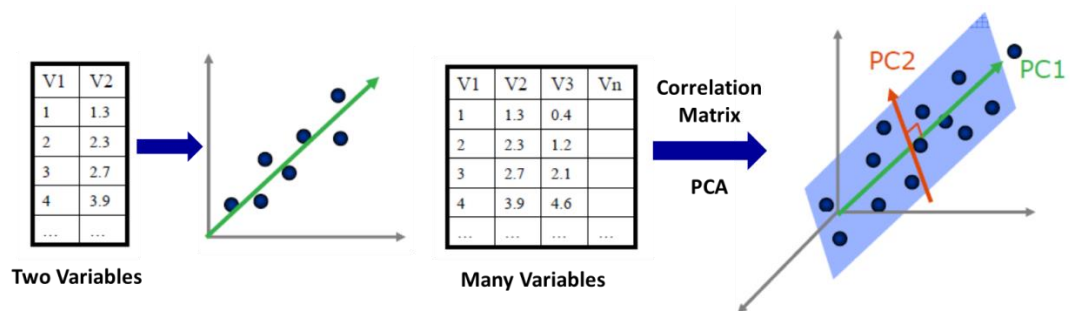 V1 V2
1 1.3
2 2.3
3 2.7
4 3.9
... ...
Two Variables
V1 V2 V3 Vn
1 1.3 0.4
2 2.3 1.2
3 2.7 2.1
4 3.9 4.6
... ... ...
Many Variables
Correlation
Matrix
PCA
PC2
PC1